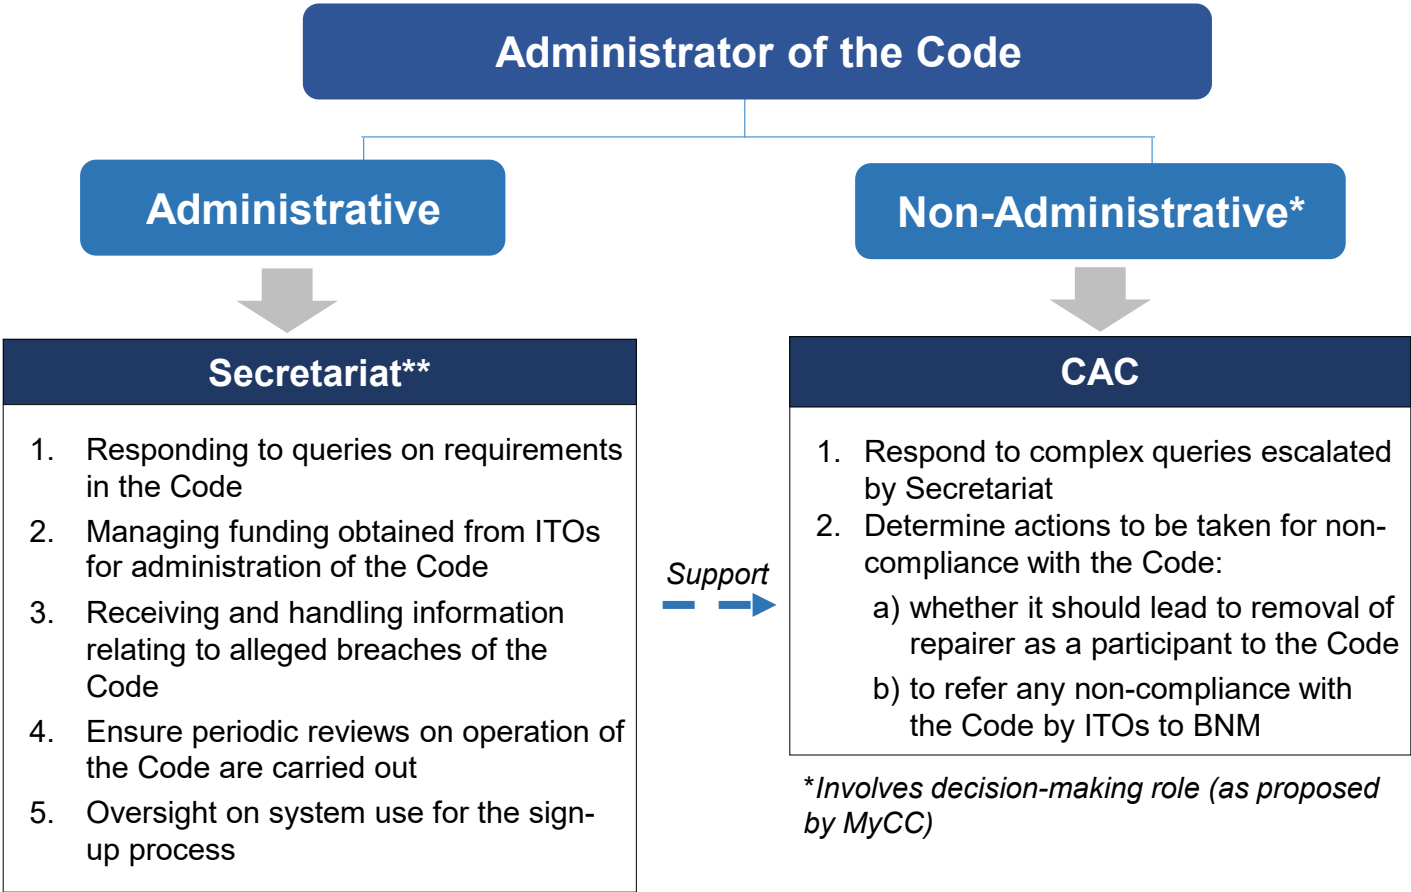 Administrator of the Code
Administrative
Non-Administrative*
Secretariat**
1. Responding to queries on requirements
in the Code
2. Managing funding obtained from ITOs
for administration of the Code
3. Receiving and handling information
relating to alleged breaches of the
Code
4. Ensure periodic reviews on operation of
the Code are carried out
5. Oversight on system use for the sign-
up process
Support
CAC
1. Respond to complex queries escalated
by Secretariat
2. Determine actions to be taken for non-
compliance with the Code:
a) whether it should lead to removal of
repairer as a participant to the Code
b) to refer any non-compliance with
the Code by ITOs to BNM
*Involves decision-making role (as proposed
by MyCC)